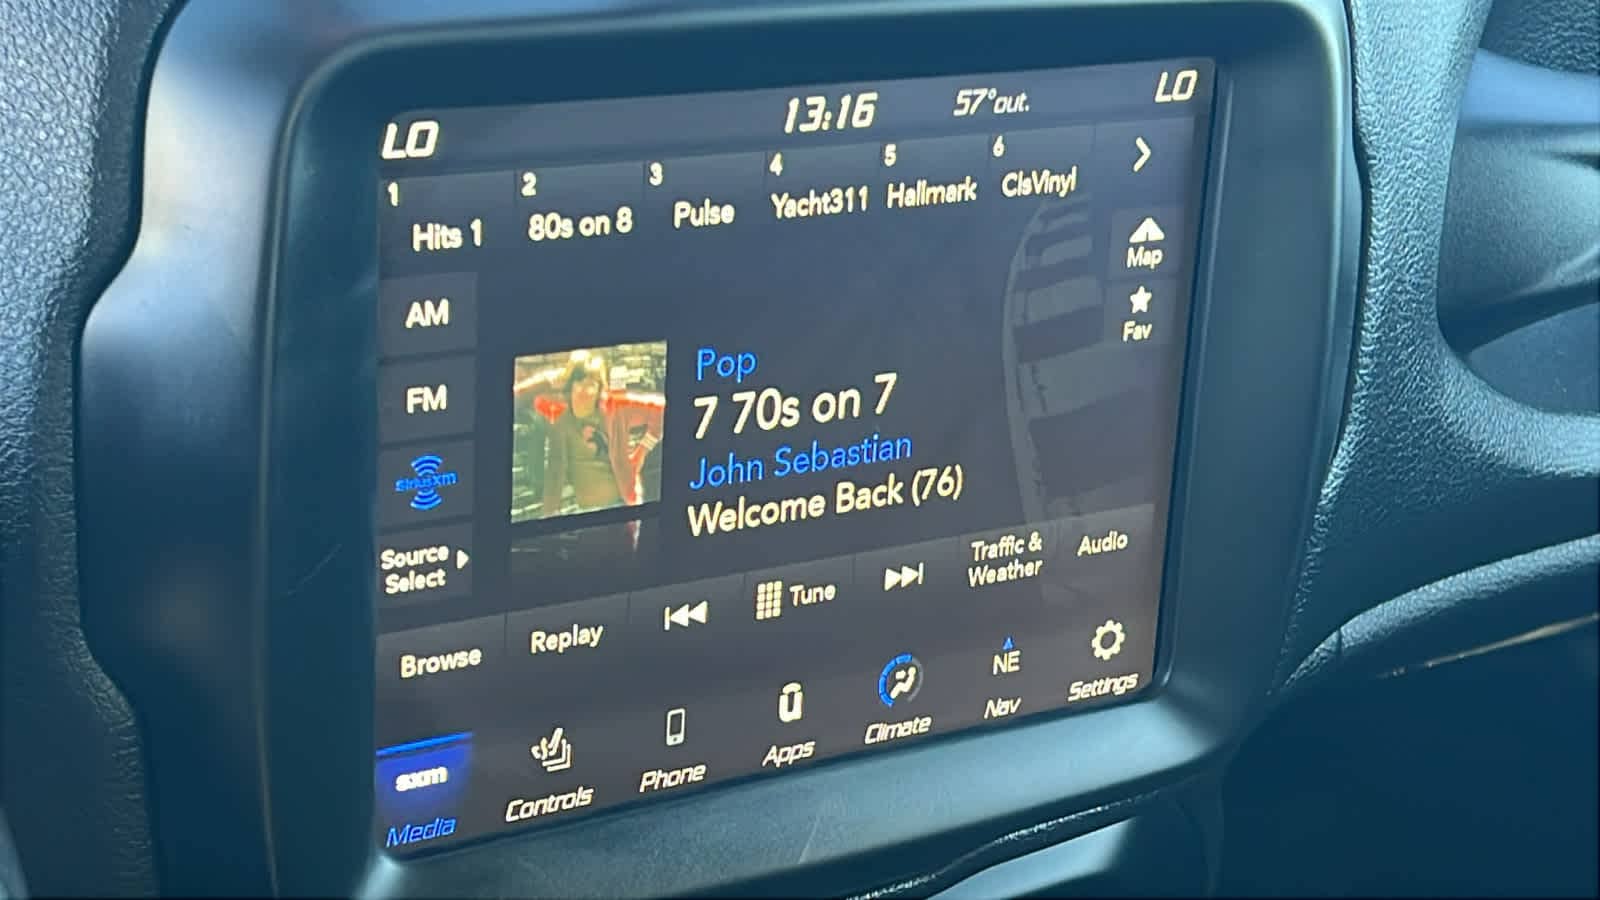 LO 13:16 57°out. LO
1 2 3 4 5 6
Hits 1 80s on 8 Pulse Yacht311 Hallmark ClsVinyl
Map
AM
Fav
Pop
FM
7 70s on 7
John Sebastian
siriusxm
Welcome Back (76)
Source
Select
Traffic &
Weather
Audio
Browse Replay Tune
NE
sxm
Media Controls Phone Apps Climate Nav Settings